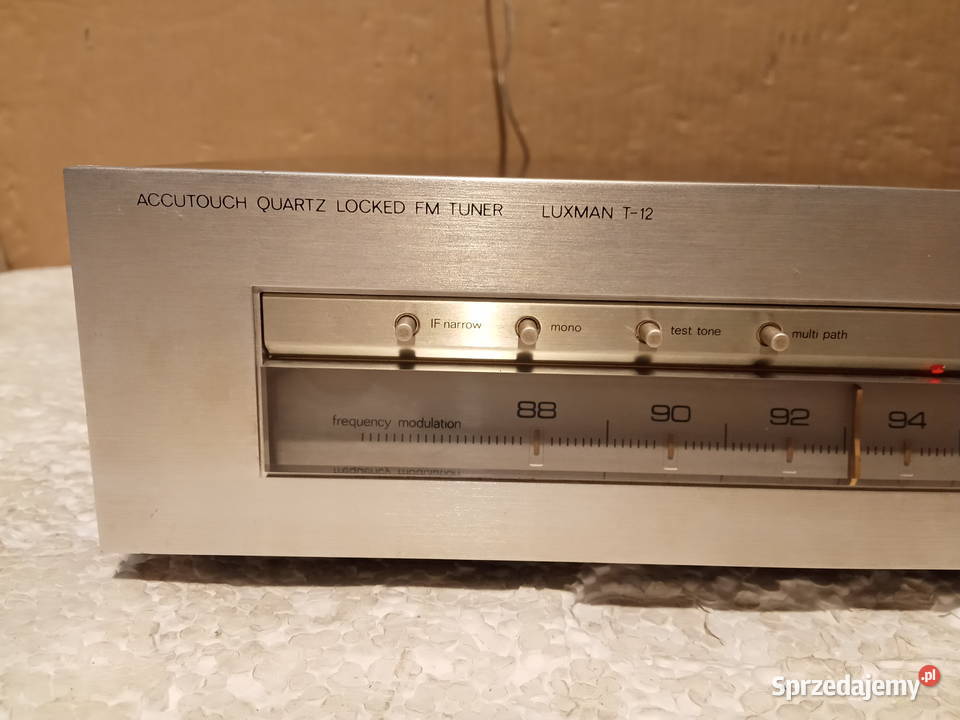 ACCUTOUCH QUARTZ LOCKED FM TUNER LUXMAN T-12
IF narrow mono test tone multi path
88 90 92 94
frequency modulation
Sprzedajemy.pl